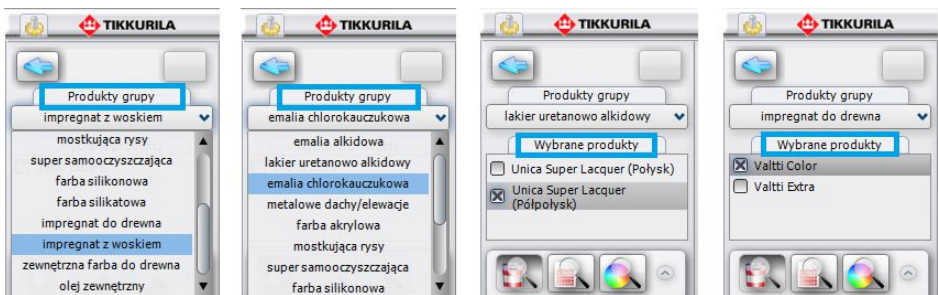 TIKKURILA
Produkty grupy
impregnat z woskiem
mostkująca rysy
super samooczyszczająca
farba silikonowa
farba silikatowa
impregnat do drewna
impregnat z woskiem
zewnętrzna farba do drewna
olej zewnętrzny
TIKKURILA
Produkty grupy
emalia chlorokauczukowa
emalia alkidowa
lakier uretanowo alkidowy
emalia chlorokauczukowa
metalowe dachy/elewacje
farba akrylowa
mostkująca rysy
super samooczyszczająca
farba silikonowa
TIKKURILA
Produkty grupy
lakier uretanowo alkidowy
Wybrane produkty
Unica Super Lacquer (Połysk)
Unica Super Lacquer
(Półpołysk)
TIKKURILA
Produkty grupy
impregnat do drewna
Wybrane produkty
Valtti Color
Valtti Extra